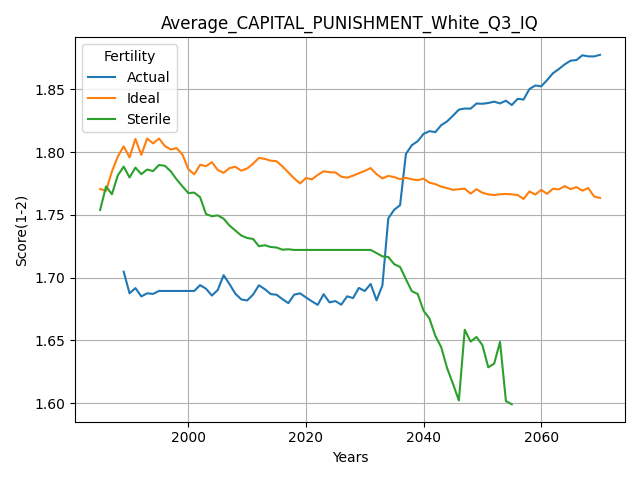 Average_CAPITAL_PUNISHMENT_White_Q3_IQ
Fertility
Actual
Ideal
Sterile
Score(1-2)
1.85
1.80
1.75
1.70
1.65
1.60
2000 2020 2040 2060
Years